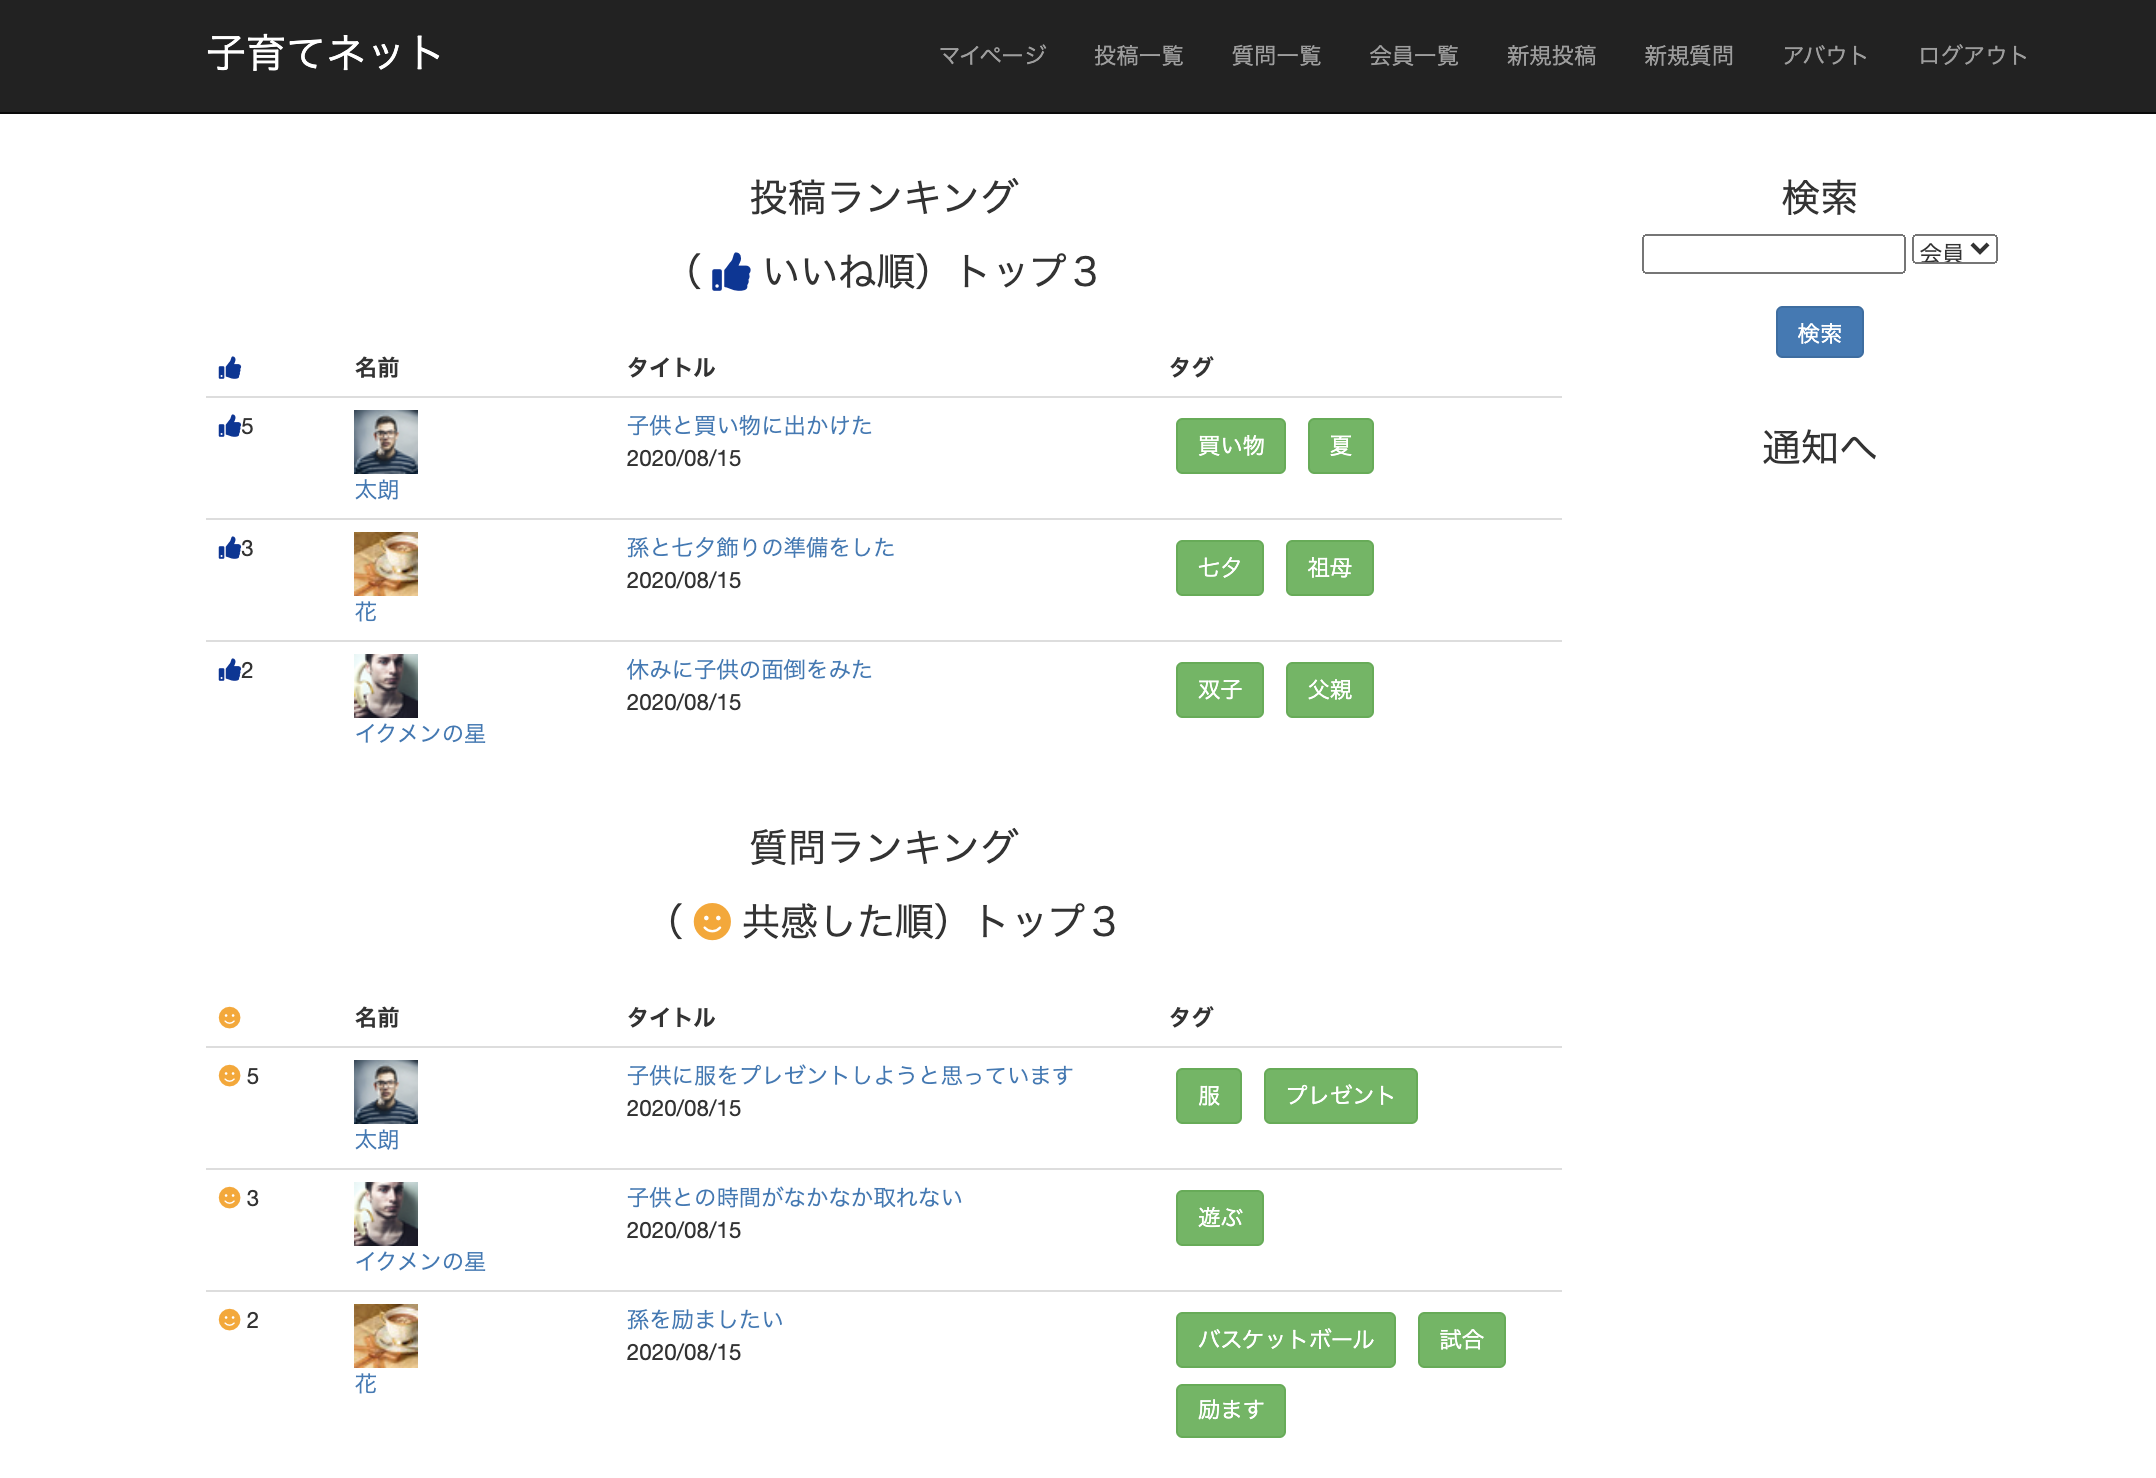 子育てネット
マイページ 投稿一覧 質問一覧 会員一覧 新規投稿 新規質問 アバウト ログアウト
投稿ランキング
（ いいね順）トップ３
名前 タイトル タグ
5 子供と買い物に出かけた 買い物 夏
2020/08/15
太朗
3 孫と七夕飾りの準備をした 七夕 祖母
2020/08/15
花
2 休みに子供の面倒をみた 双子 父親
2020/08/15
イクメンの星
質問ランキング
（ 共感した順）トップ３
名前 タイトル タグ
5 子供に服をプレゼントしようと思っています 服 プレゼント
2020/08/15
太朗
3 子供との時間がなかなか取れない 遊ぶ
2020/08/15
イクメンの星
2 孫を励ましたい バスケットボール 試合
2020/08/15
花 励ます
検索
会員
検索
通知へ